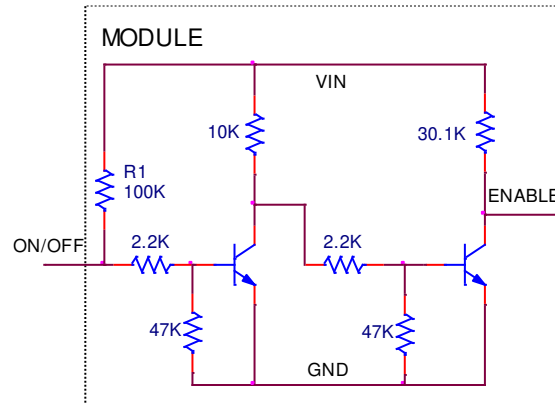 MODULE
VIN
10K
30.1K
R1
100K
ENABLE
ON/OFF
2.2K
2.2K
47K
47K
GND